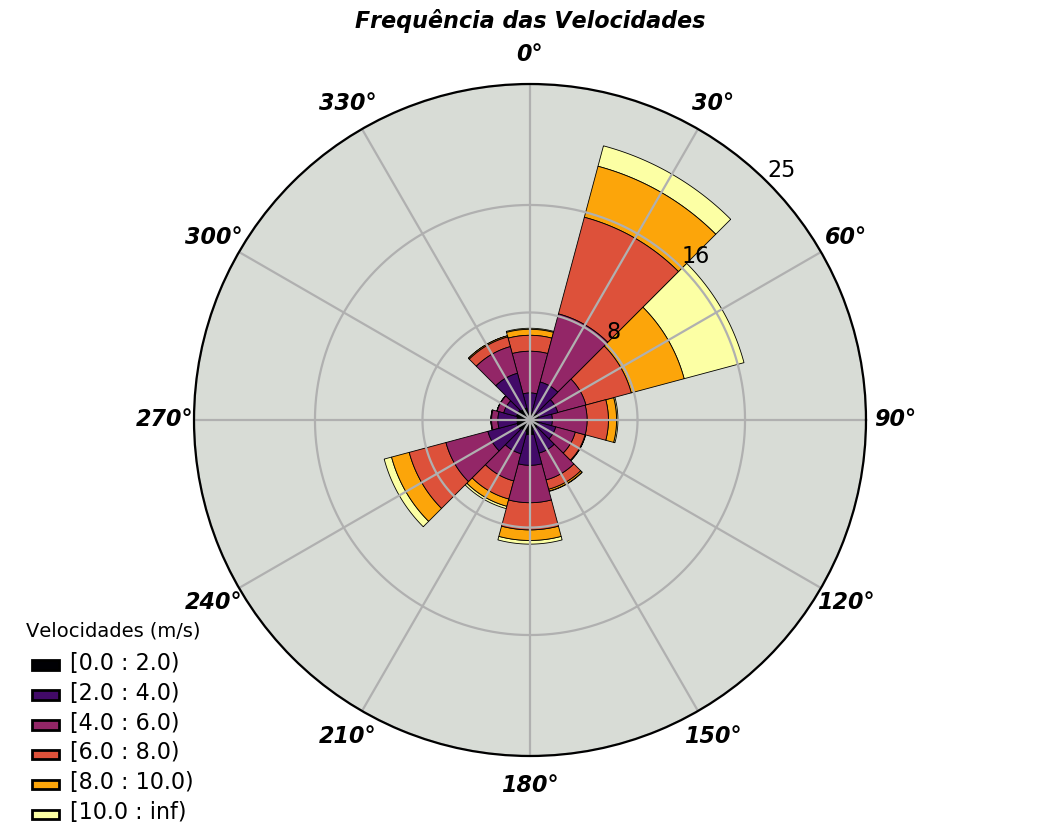 Frequência das Velocidades
0°
330°
30°
25
300°
60°
16
8
270°
90°
240°
120°
210°
150°
180°
Velocidades (m/s)
[0.0 : 2.0)
[2.0 : 4.0)
[4.0 : 6.0)
[6.0 : 8.0)
[8.0 : 10.0)
[10.0 : inf)